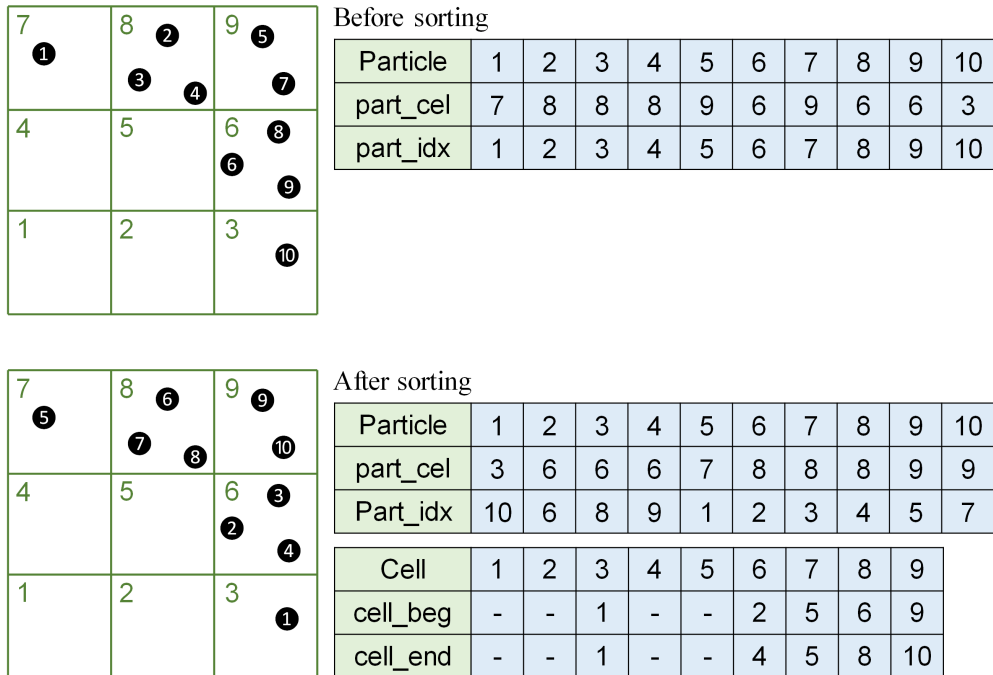 Before sorting
7 8 9
1 2 3 4 5 7
4 5 6
6 8 9
1 2 3
10
Particle 1 2 3 4 5 6 7 8 9 10
part_cel 7 8 8 8 9 6 9 6 6 3
part_idx 1 2 3 4 5 6 7 8 9 10
After sorting
7 8 9
5 6 7 8 9 10
4 5 6
2 3 4
1 2 3
1
Particle 1 2 3 4 5 6 7 8 9 10
part_cel 3 6 6 6 7 8 8 8 9 9
Part_idx 10 6 8 9 1 2 3 4 5 7
Cell 1 2 3 4 5 6 7 8 9
cell_beg - - 1 - - 2 5 6 9
cell_end - - 1 - - 4 5 8 10